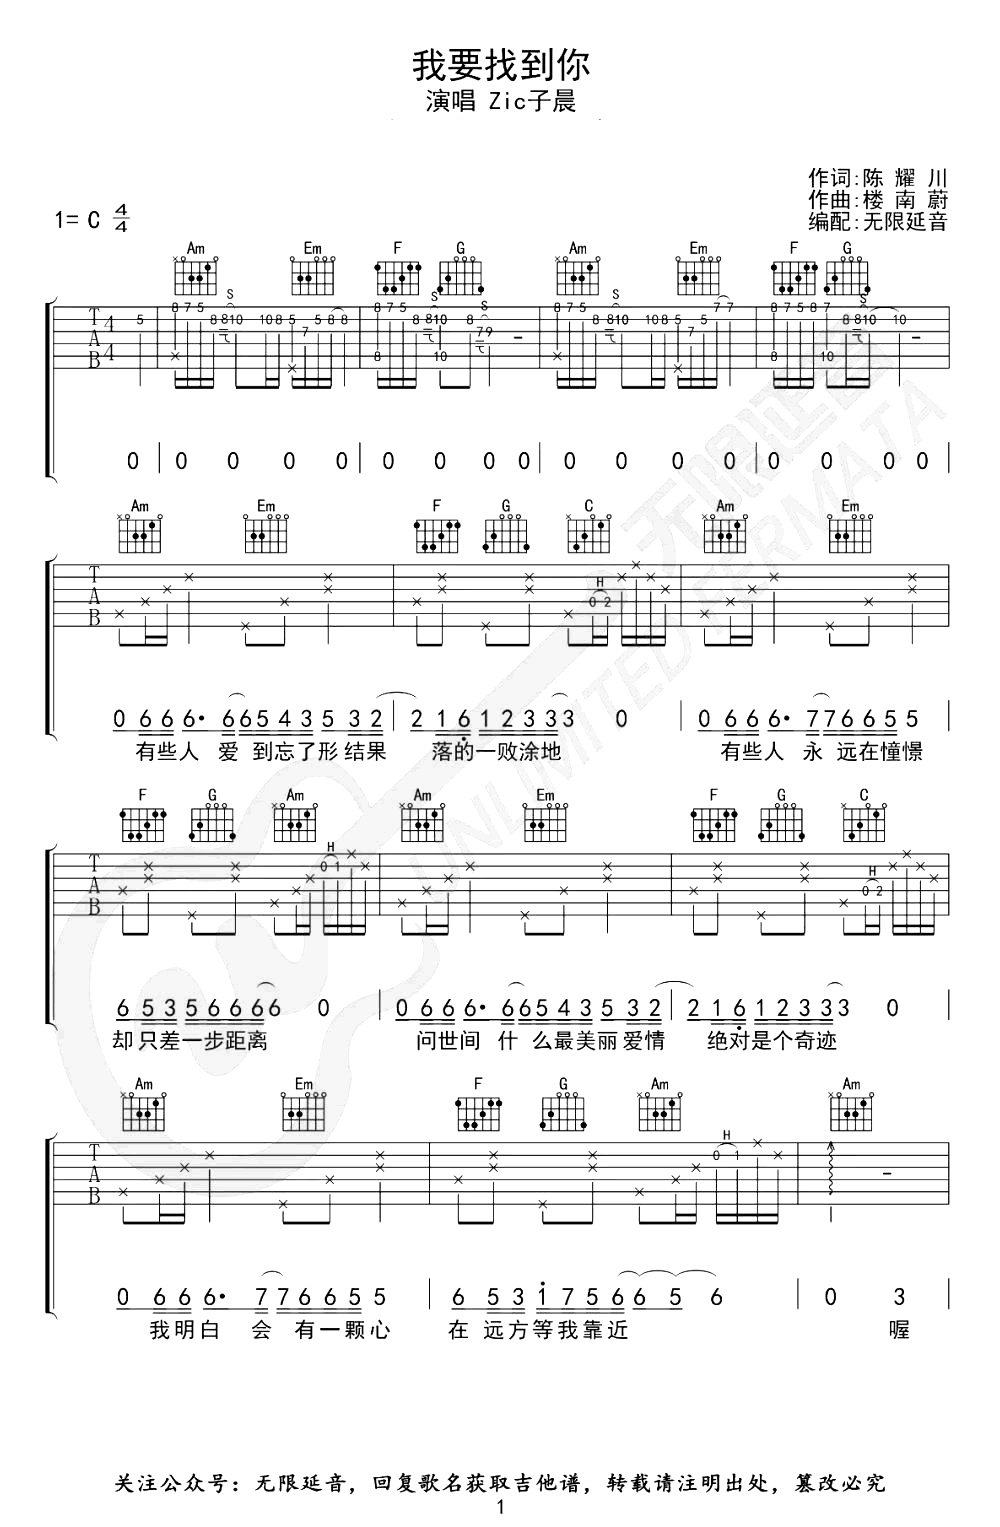 我要找到你
演唱 Zic子晨
作词:陈 耀 川
作曲:楼 南 蔚
编配:无限延音
1= C 4/4
Am Em F G Am Em F G
T A B 4 4
0 | 0 0 0 0 | 0 0 0 0 | 0 0 0 0 | 0 0 0 0
Am Em F G C Am Em
T A B
0 6 6 6· 6 6 5 4 3 5 3 2 | 2 1 6 1 2 3 3 3 0 | 0 6 6 6· 7 7 6 6 5 5
有些人 爱 到忘了形 结果 落的一败涂地 有些人 永 远在憧憬
F G Am Am Em F G C
T A B
6 5 3 5 6 6 6 6 0 | 0 6 6 6· 6 6 5 4 3 5 3 2 | 2 1 6 1 2 3 3 3 0
却只差一步距离 问世间 什 么最美丽 爱情 绝对是个奇迹
Am Em F G Am Am
T A B
0 6 6 6· 7 7 6 6 5 5 | 6 5 3 1 7 5 6 6 5 6 | 0 3
我明白 会 有一颗心 在 远方等我靠近 喔
关注公众号：无限延音，回复歌名获取吉他谱，转载请注明出处，篡改必究
1
无限延音
UNLIMITED FERMATA